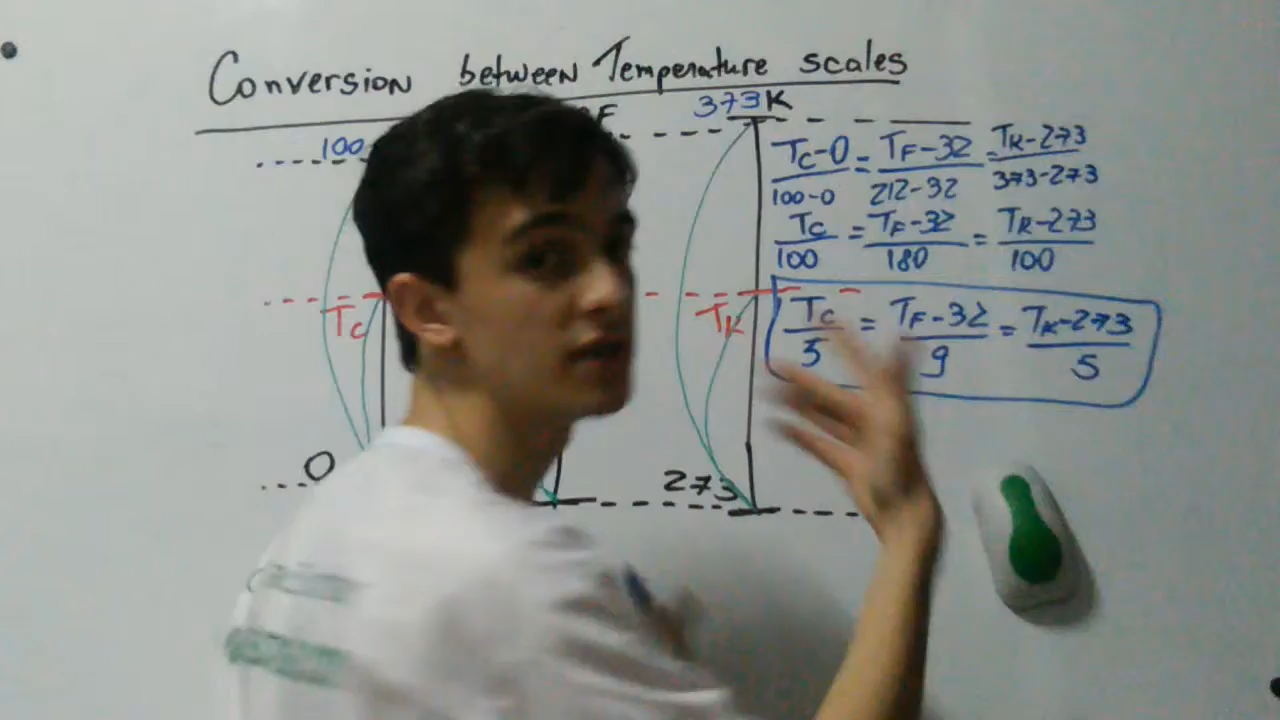 Conversion between Temperature scales
100 F 373K
Tc-0/100-0 = TF-32/212-32 = TK-273/373-273
Tc/100 = TF-32/180 = TK-273/100
Tc TK
Tc/5 = TF-32/9 = TK-273/5
0 273